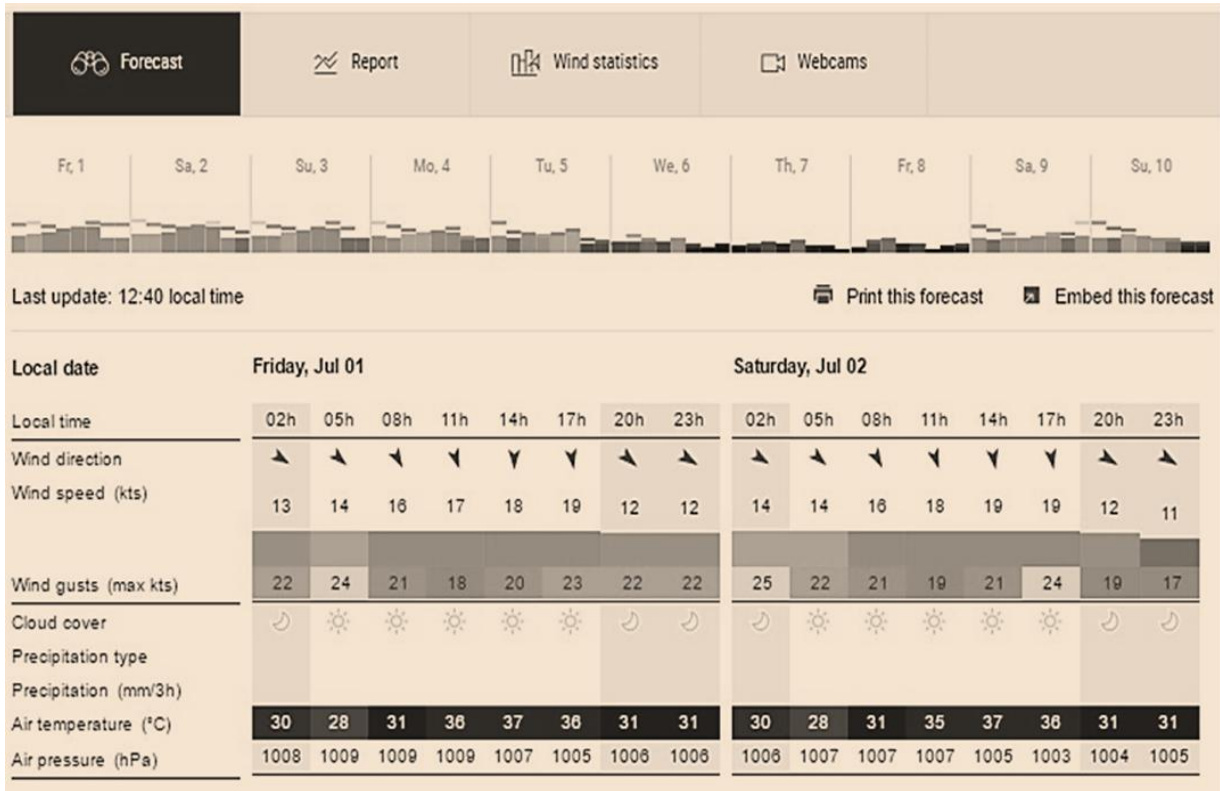 Forecast Report Wind statistics Webcams
Fr, 1 Sa, 2 Su, 3 Mo, 4 Tu, 5 We, 6 Th, 7 Fr, 8 Sa, 9 Su, 10
Last update: 12:40 local time Print this forecast Embed this forecast
Local date Friday, Jul 01 Saturday, Jul 02
Local time 02h 05h 08h 11h 14h 17h 20h 23h 02h 05h 08h 11h 14h 17h 20h 23h
Wind direction
Wind speed (kts) 13 14 16 17 18 19 12 12 14 14 16 18 19 19 12 11
Wind gusts (max kts) 22 24 21 18 20 23 22 22 25 22 21 19 21 24 19 17
Cloud cover
Precipitation type
Precipitation (mm/3h)
Air temperature (°C) 30 28 31 36 37 36 31 31 30 28 31 35 37 36 31 31
Air pressure (hPa) 1008 1009 1009 1009 1007 1005 1006 1006 1006 1007 1007 1007 1005 1003 1004 1005